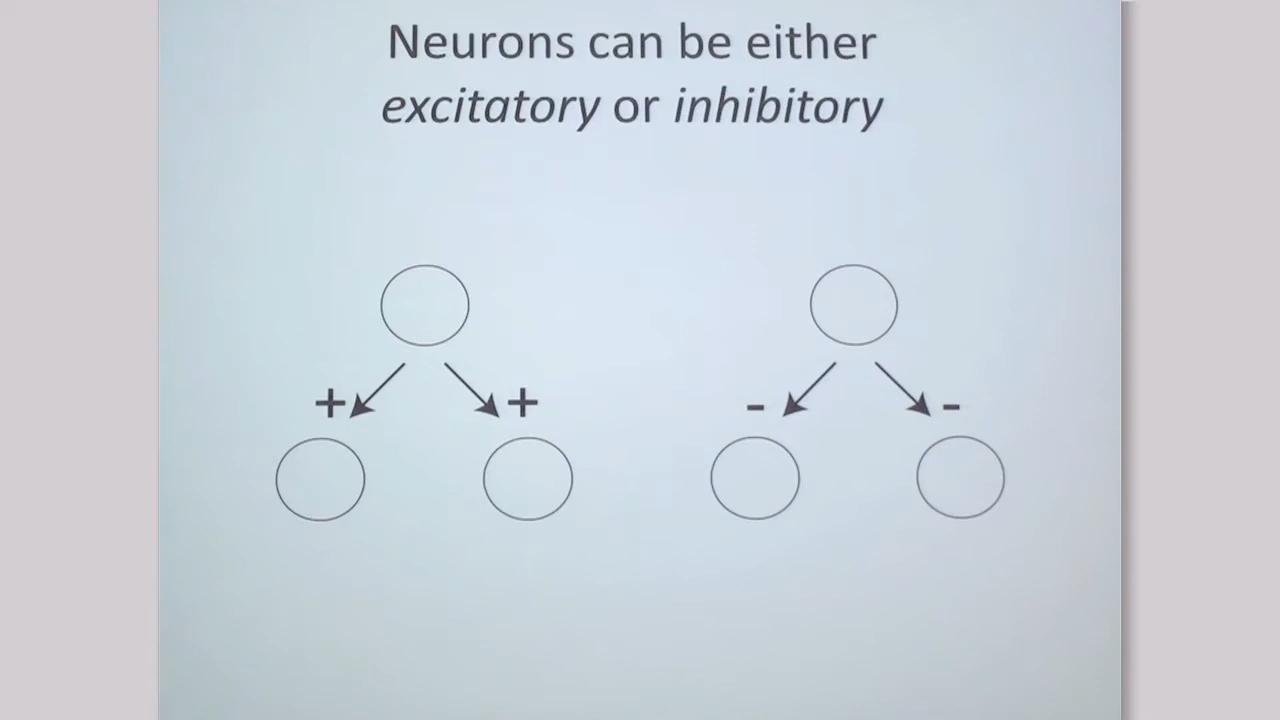 Neurons can be either
excitatory or inhibitory
+ +
- -